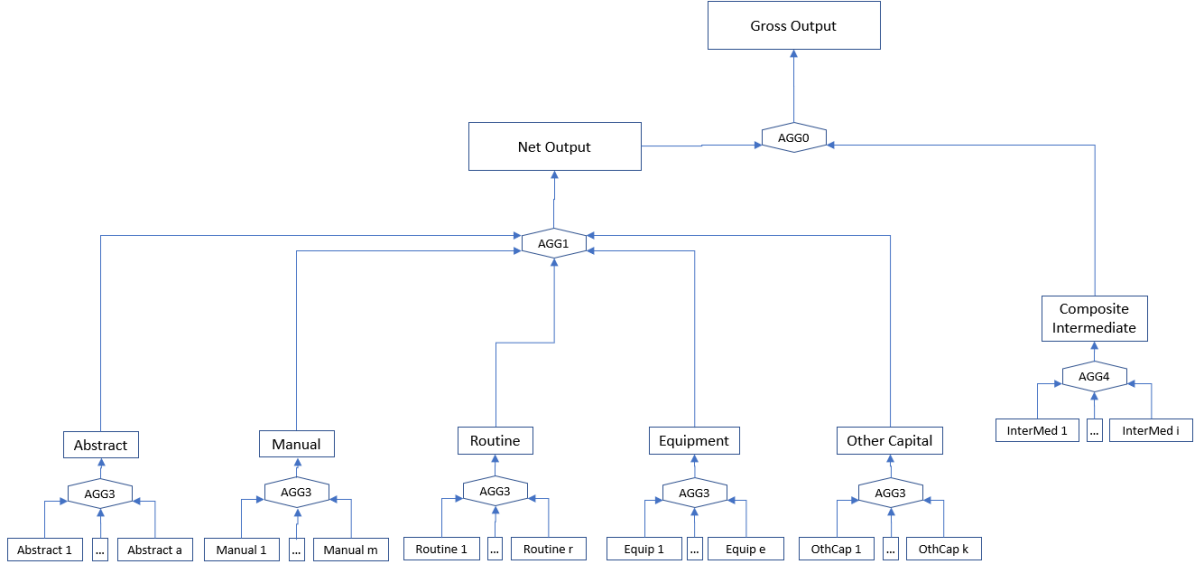 Gross Output
AGG0
Net Output
AGG1
Composite
Intermediate
AGG4
InterMed 1
...
InterMed i
Abstract
Manual
Routine
Equipment
Other Capital
AGG3
AGG3
AGG3
AGG3
AGG3
Abstract 1
...
Abstract a
Manual 1
...
Manual m
Routine 1
...
Routine r
Equip 1
...
Equip e
OthCap 1
...
OthCap k